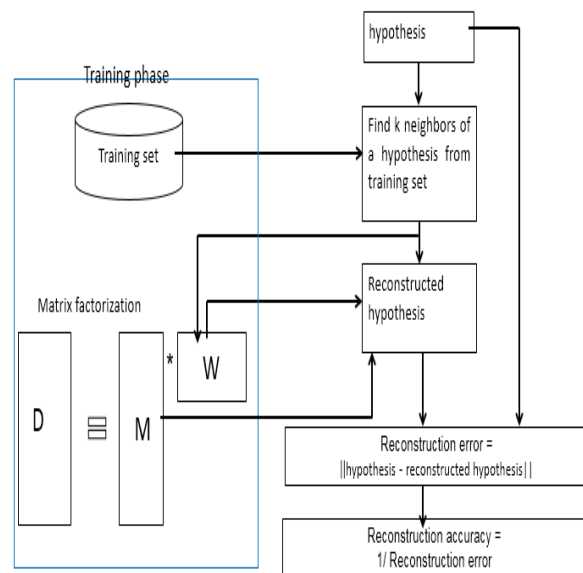 hypothesis
Training phase
Training set
Find k neighbors of
a hypothesis from
training set
Reconstructed
hypothesis
Matrix factorization
D
M
*
W
Reconstruction error =
||hypothesis - reconstructed hypothesis||
Reconstruction accuracy =
1/ Reconstruction error